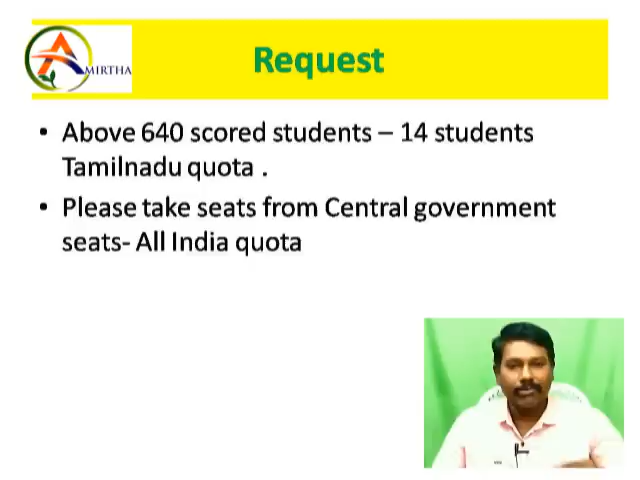 AMIRTHA
Request
• Above 640 scored students – 14 students
Tamilnadu quota .
• Please take seats from Central government
seats- All India quota